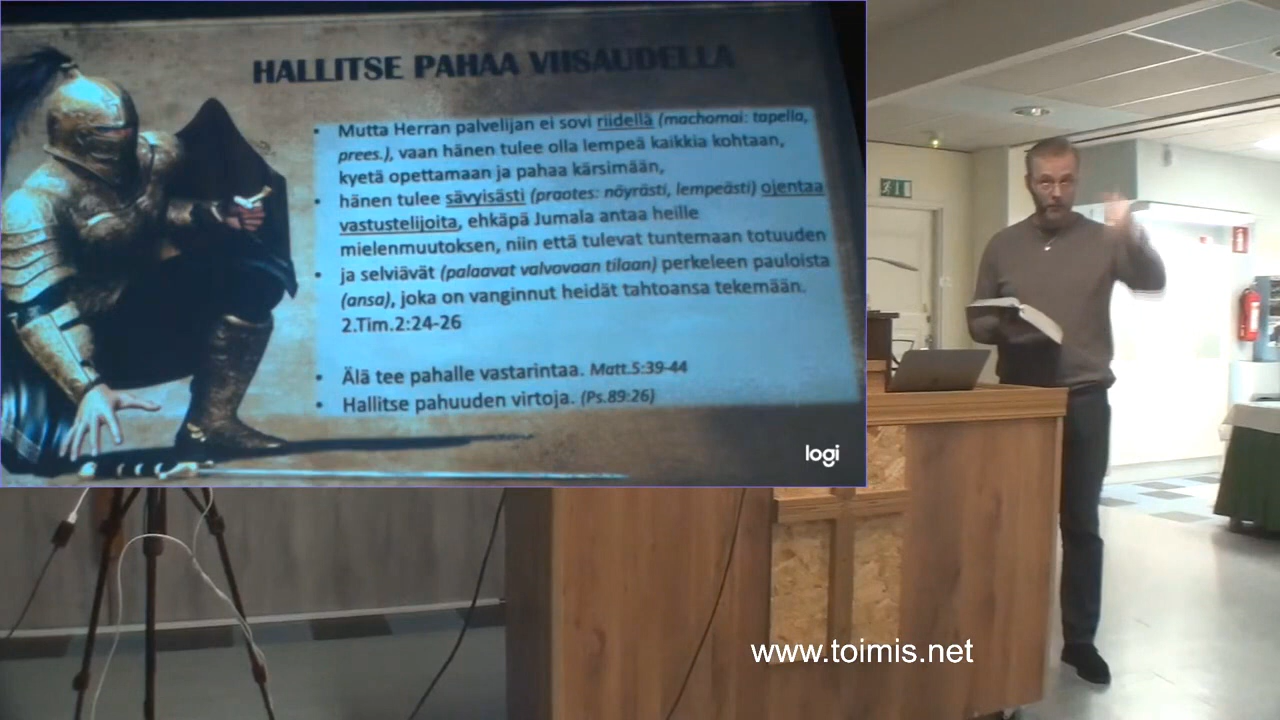 HALLITSE PAHAA VIISAUDELLA
• Mutta Herran palvelijan ei sovi riidellä (machomai: tapella,
prees.), vaan hänen tulee olla lempeä kaikkia kohtaan,
kyetä opettamaan ja pahaa kärsimään,
• hänen tulee sävyisästi (praotes: nöyrästi, lempeästi) ojentaa
vastustelijoita, ehkäpä Jumala antaa heille
mielenmuutoksen, niin että tulevat tuntemaan totuuden
• ja selviävät (palaavat valvovaan tilaan) perkeleen pauloista
(ansa), joka on vanginnut heidät tahtoansa tekemään.
2.Tim.2:24-26
• Älä tee pahalle vastarintaa. Matt.5:39-44
• Hallitse pahuuden virtoja. (Ps.89:26)
logi
www.toimis.net